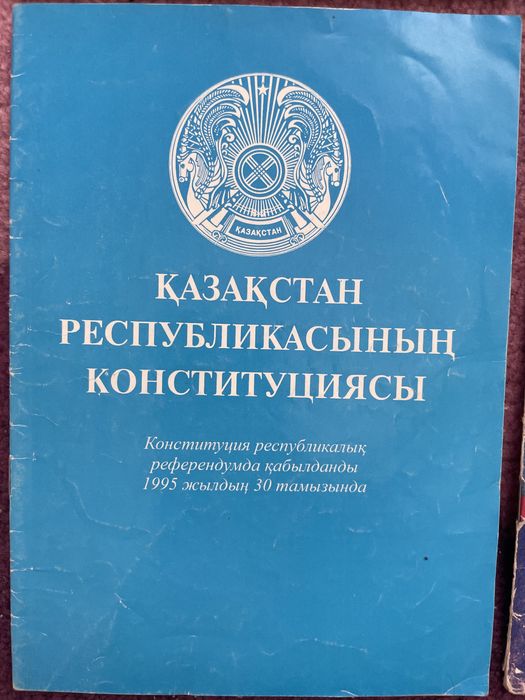 ҚАЗАҚСТАН
ҚАЗАҚСТАН
РЕСПУБЛИКАСЫНЫҢ
КОНСТИТУЦИЯСЫ
Конституция республикалық
референдумда қабылданды
1995 жылдың 30 тамызында